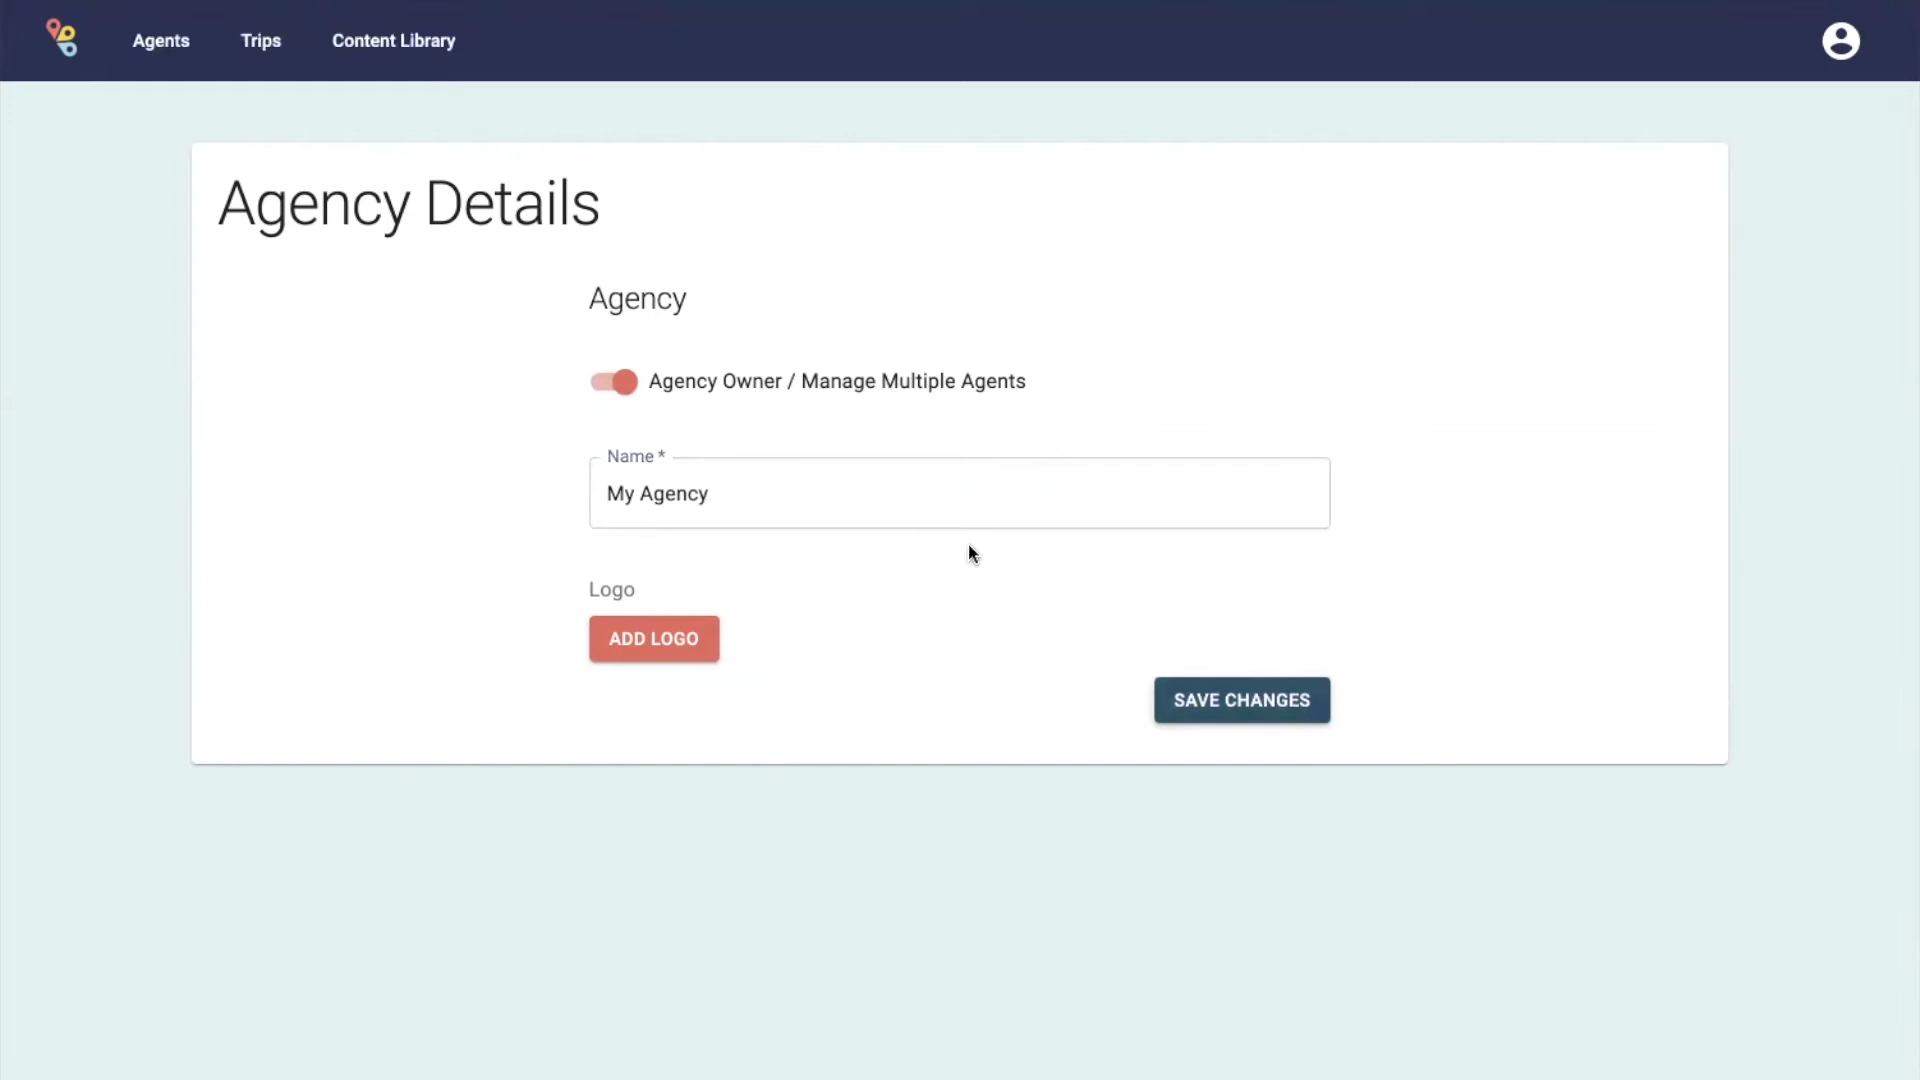 Agents Trips Content Library
Agency Details
Agency
Agency Owner / Manage Multiple Agents
Name *
My Agency
Logo
ADD LOGO
SAVE CHANGES